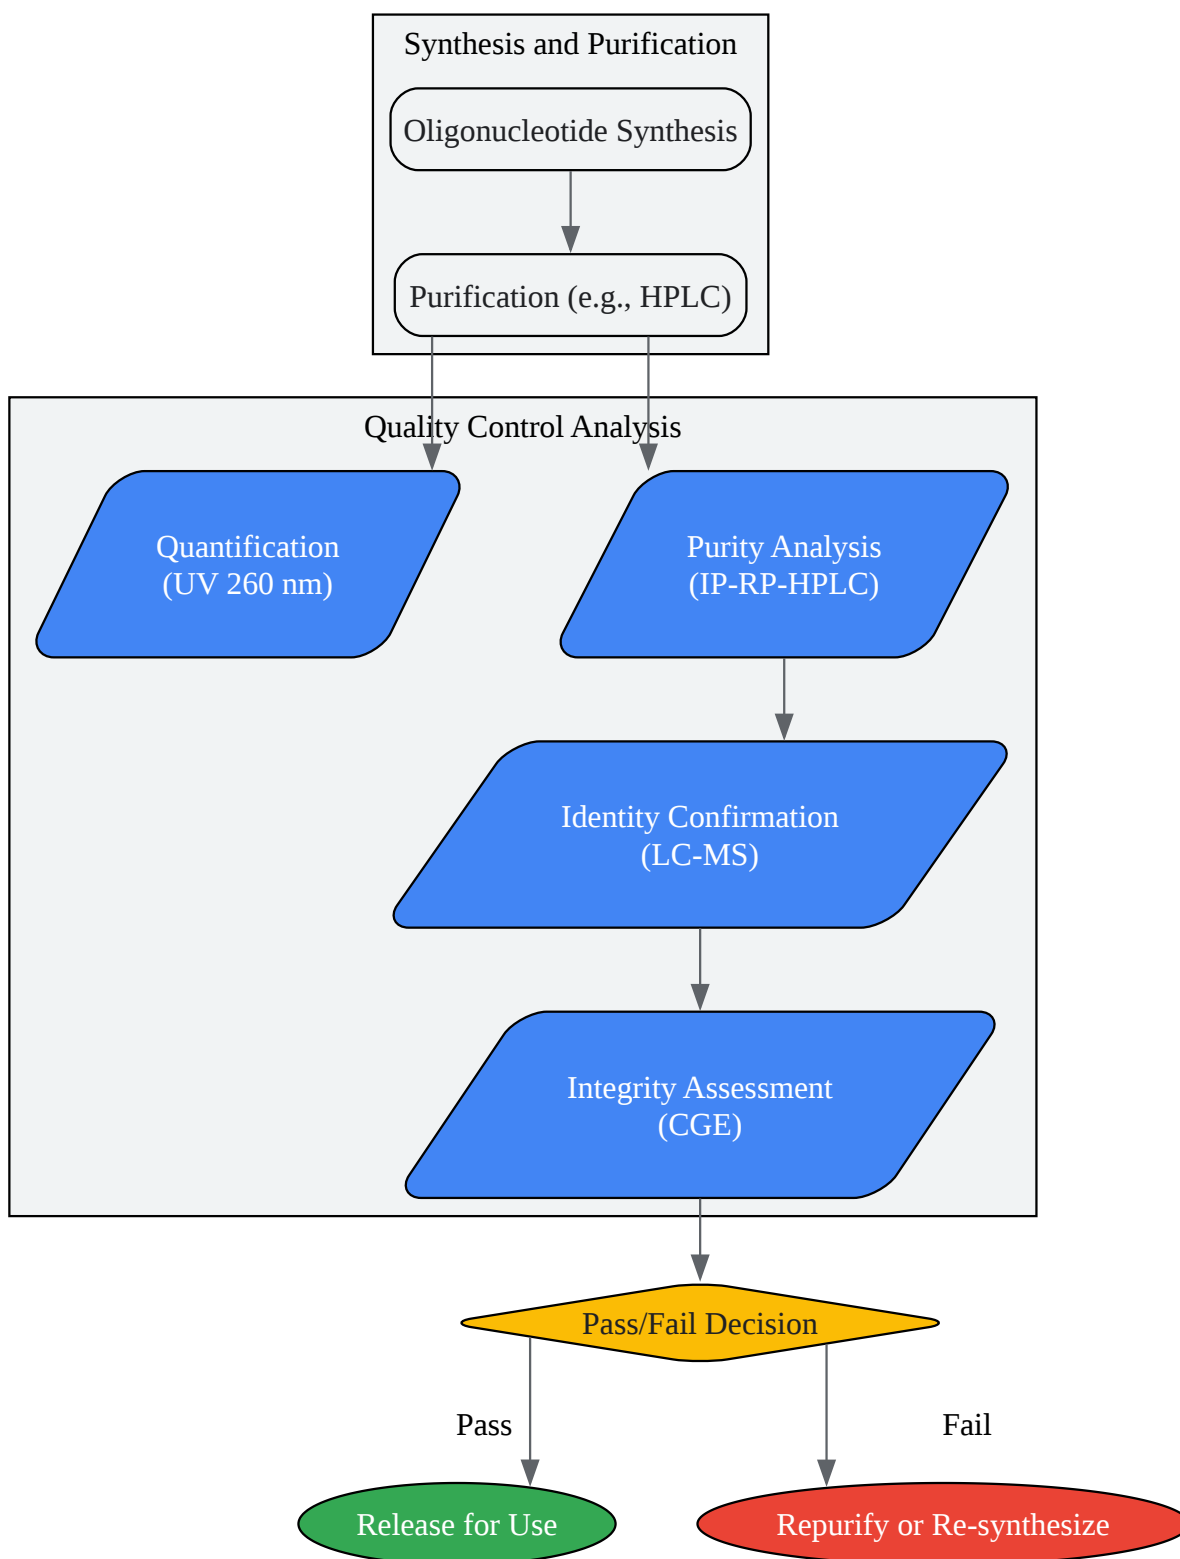 Synthesis and Purification
Oligonucleotide Synthesis
Purification (e.g., HPLC)
Quality Control Analysis
Quantification
(UV 260 nm)
Purity Analysis
(IP-RP-HPLC)
Identity Confirmation
(LC-MS)
Integrity Assessment
(CGE)
Pass/Fail Decision
Pass
Fail
Release for Use
Repurify or Re-synthesize